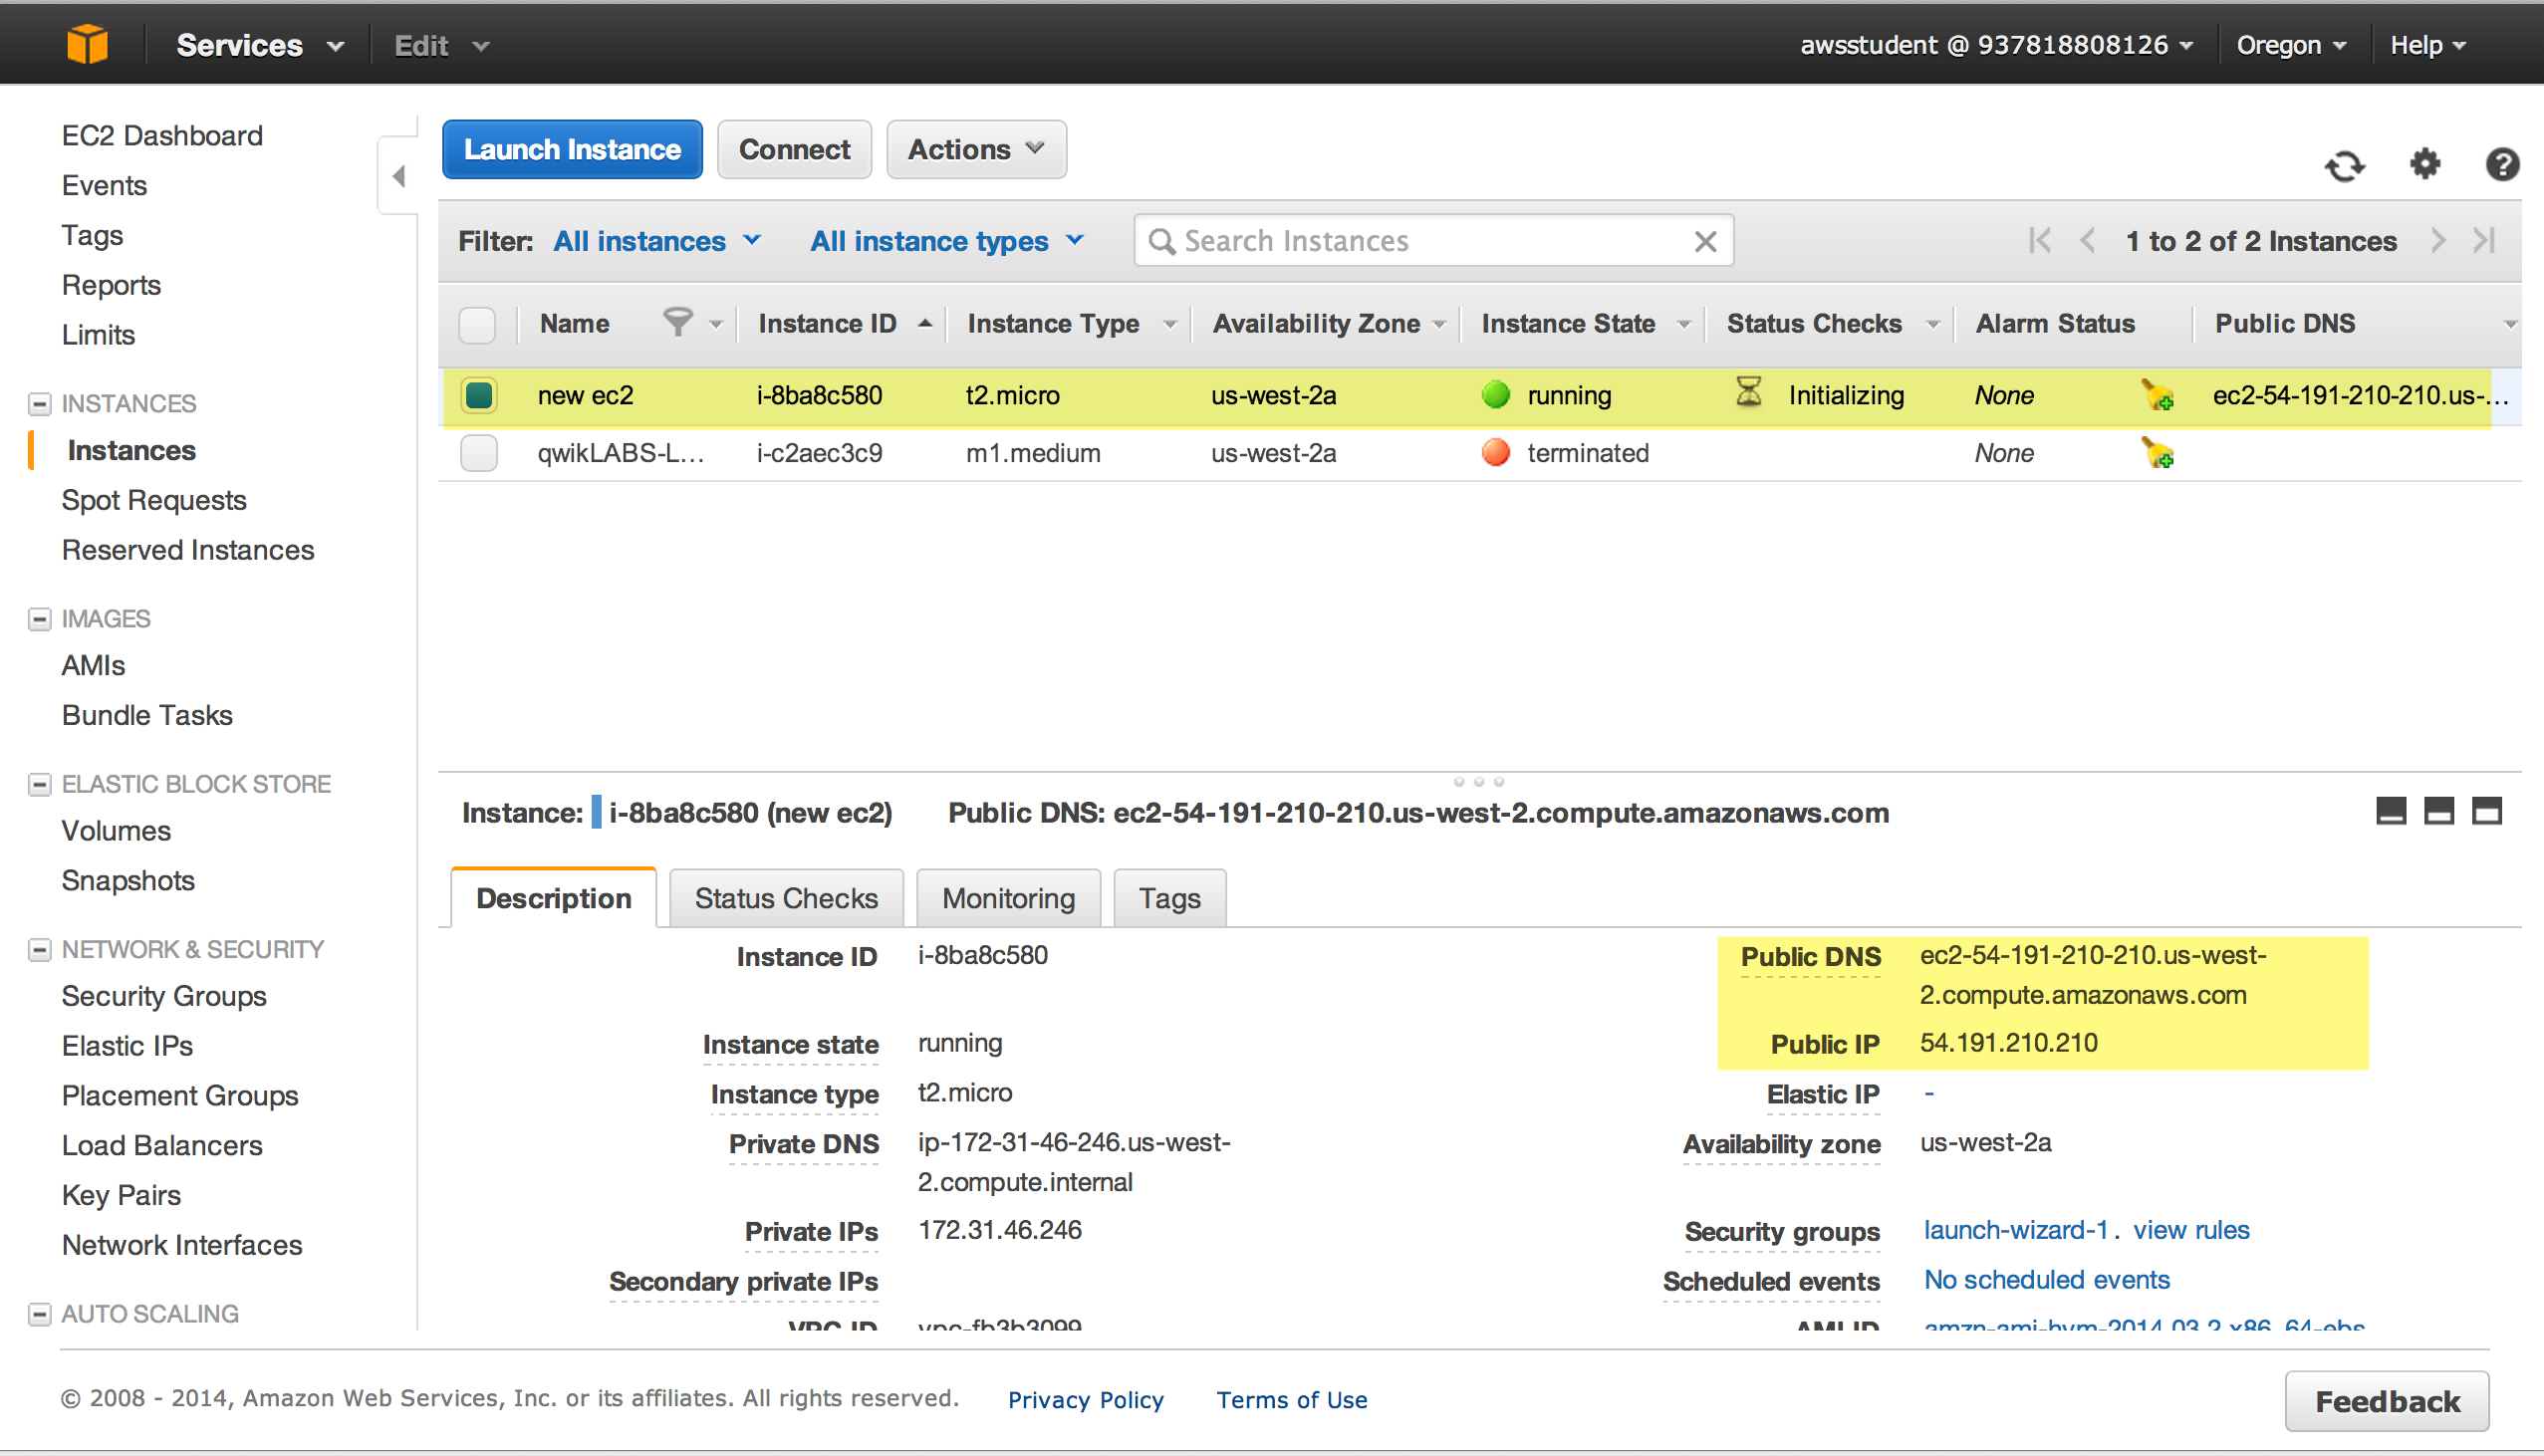 Services Edit awsstudent @ 937818808126 Oregon Help
EC2 Dashboard
Events
Tags
Reports
Limits
INSTANCES
Instances
Spot Requests
Reserved Instances
IMAGES
AMIs
Bundle Tasks
ELASTIC BLOCK STORE
Volumes
Snapshots
NETWORK & SECURITY
Security Groups
Elastic IPs
Placement Groups
Load Balancers
Key Pairs
Network Interfaces
AUTO SCALING
Launch Instance Connect Actions
Filter: All instances All instance types Search Instances 1 to 2 of 2 Instances
Name Instance ID Instance Type Availability Zone Instance State Status Checks Alarm Status Public DNS
new ec2 i-8ba8c580 t2.micro us-west-2a running Initializing None ec2-54-191-210-210.us-...
qwikLABS-L... i-c2aec3c9 m1.medium us-west-2a terminated None
Instance: i-8ba8c580 (new ec2) Public DNS: ec2-54-191-210-210.us-west-2.compute.amazonaws.com
Description Status Checks Monitoring Tags
Instance ID i-8ba8c580
Instance state running
Instance type t2.micro
Private DNS ip-172-31-46-246.us-west-
2.compute.internal
Private IPs 172.31.46.246
Secondary private IPs
VPC ID vpc-fb3b3099
Public DNS ec2-54-191-210-210.us-west-
2.compute.amazonaws.com
Public IP 54.191.210.210
Elastic IP -
Availability zone us-west-2a
Security groups launch-wizard-1. view rules
Scheduled events No scheduled events
AMI ID amzn-ami-hvm-2014.03.2.x86_64-ebs
© 2008 - 2014, Amazon Web Services, Inc. or its affiliates. All rights reserved. Privacy Policy Terms of Use
Feedback